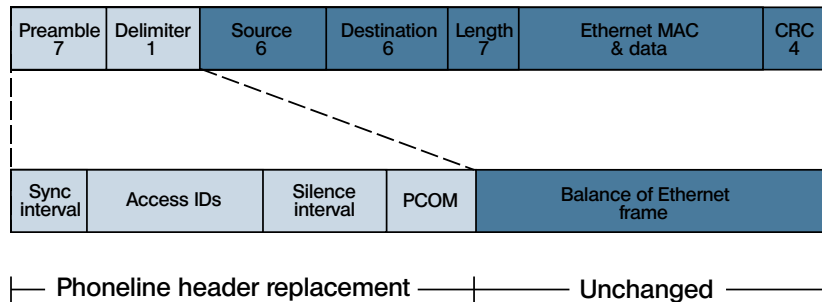 Preamble 7
Delimiter 1
Source 6
Destination 6
Length 7
Ethernet MAC & data
CRC 4
Sync interval
Access IDs
Silence interval
PCOM
Balance of Ethernet frame
Phoneline header replacement
Unchanged